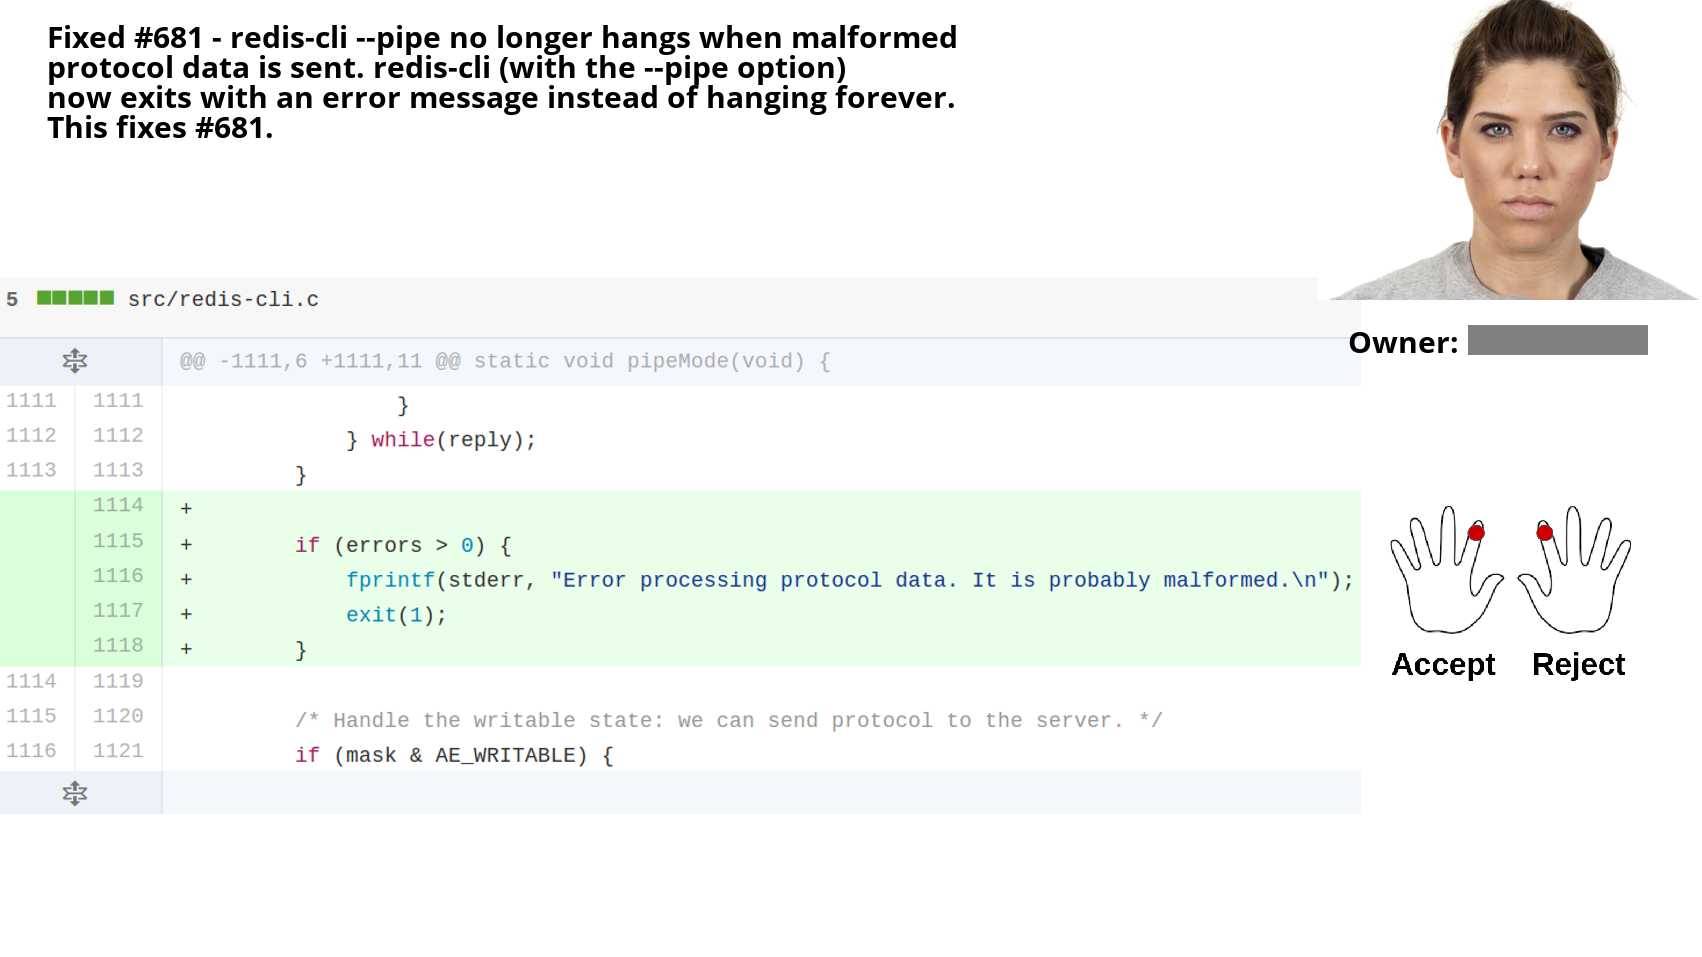 Fixed #681 - redis-cli --pipe no longer hangs when malformed
protocol data is sent. redis-cli (with the --pipe option)
now exits with an error message instead of hanging forever.
This fixes #681.
5 src/redis-cli.c
Owner:
@@ -1111,6 +1111,11 @@ static void pipeMode(void) {
1111 1111 }
1112 1112 } while(reply);
1113 1113 }
1114 +
1115 + if (errors > 0) {
1116 + fprintf(stderr, "Error processing protocol data. It is probably malformed.\n");
1117 + exit(1);
1118 + }
1114 1119
1115 1120 /* Handle the writable state: we can send protocol to the server. */
1116 1121 if (mask & AE_WRITABLE) {
Accept Reject